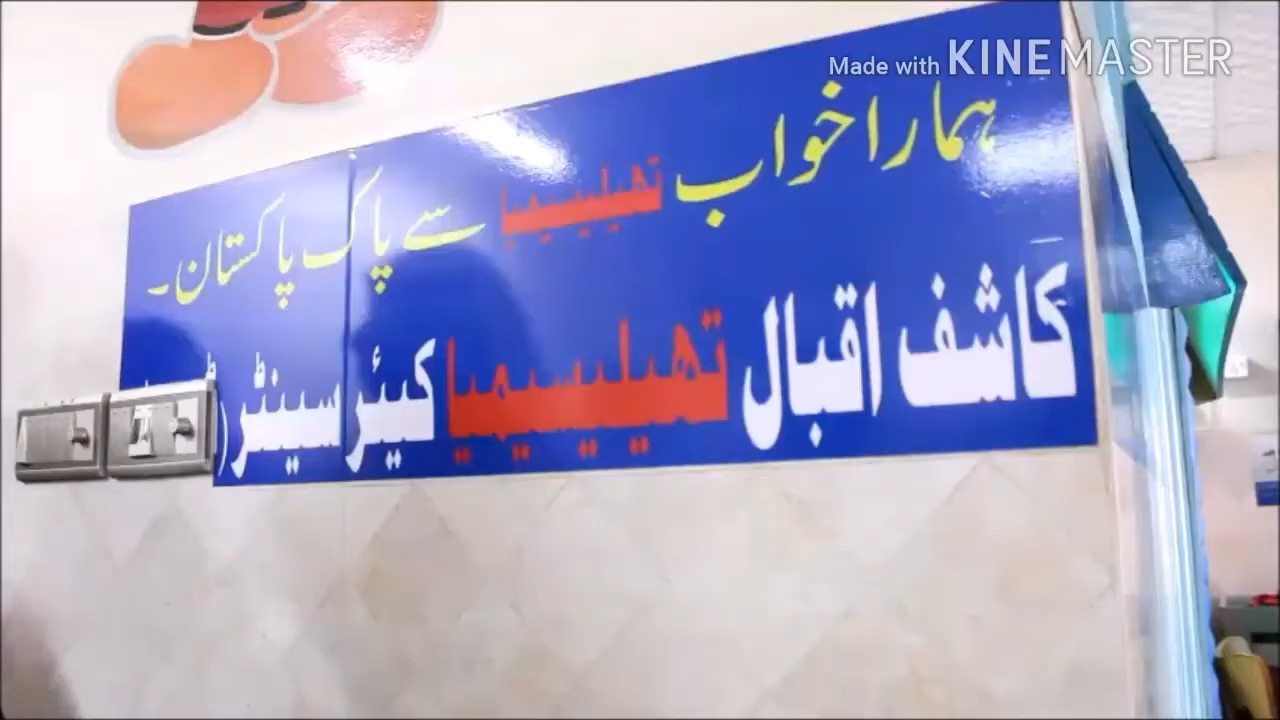 Made with KINEMASTER
ہمارا خواب تھیلیسیمیا سے پاک پاکستان۔
کاشف اقبال تھیلیسیمیا کیئر سینٹر (